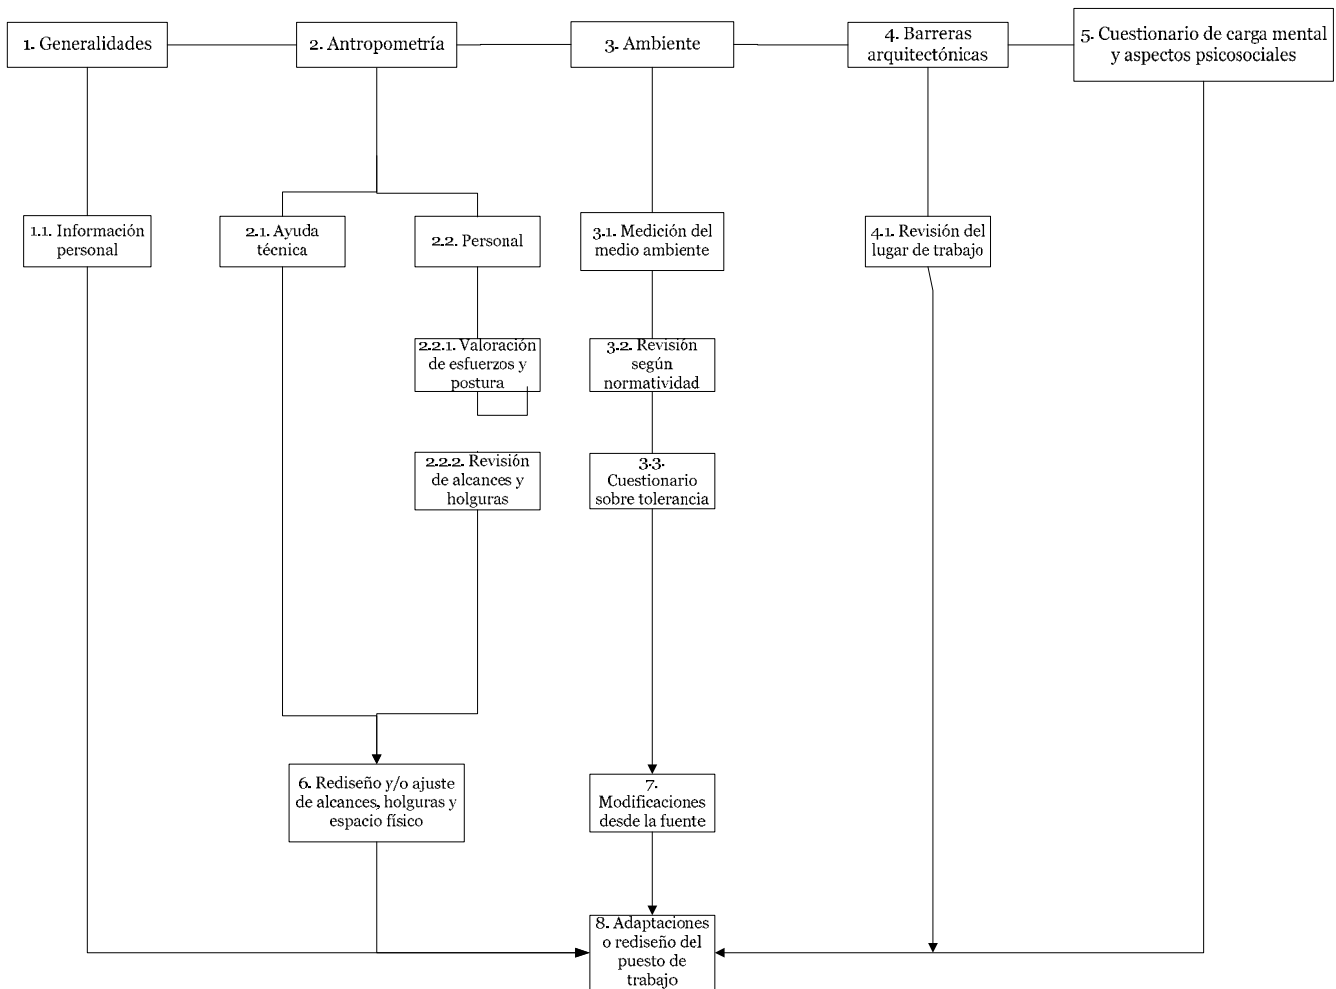 1. Generalidades
2. Antropometría
3. Ambiente
4. Barreras
arquitectónicas
5. Cuestionario de carga mental
y aspectos psicosociales
1.1. Información
personal
2.1. Ayuda
técnica
2.2. Personal
3.1. Medición del
medio ambiente
4.1. Revisión del
lugar de trabajo
2.2.1. Valoración
de esfuerzos y
postura
3.2. Revisión
según
normatividad
2.2.2. Revisión
de alcances y
holguras
3.3.
Cuestionario
sobre tolerancia
6. Rediseño y/o ajuste
de alcances, holguras y
espacio físico
7.
Modificaciones
desde la fuente
8. Adaptaciones
o rediseño del
puesto de
trabajo